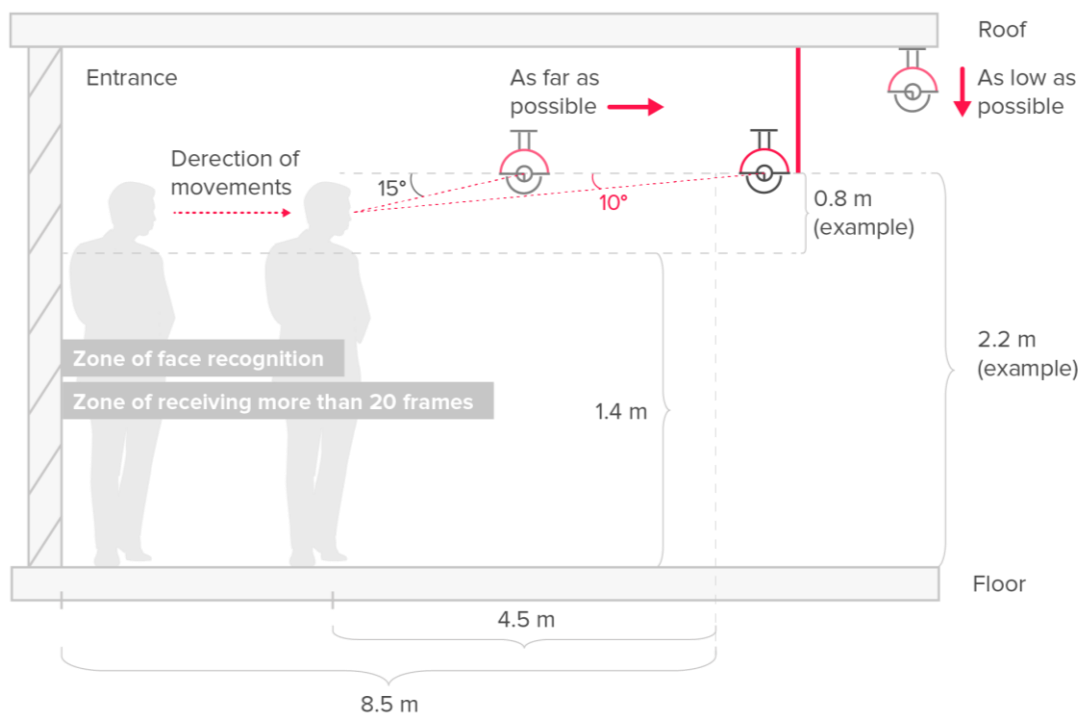 Roof
Entrance
As far as
possible
As low as
possible
Derection of
movements
15°
10°
0.8 m
(example)
Zone of face recognition
2.2 m
(example)
Zone of receiving more than 20 frames
1.4 m
Floor
4.5 m
8.5 m